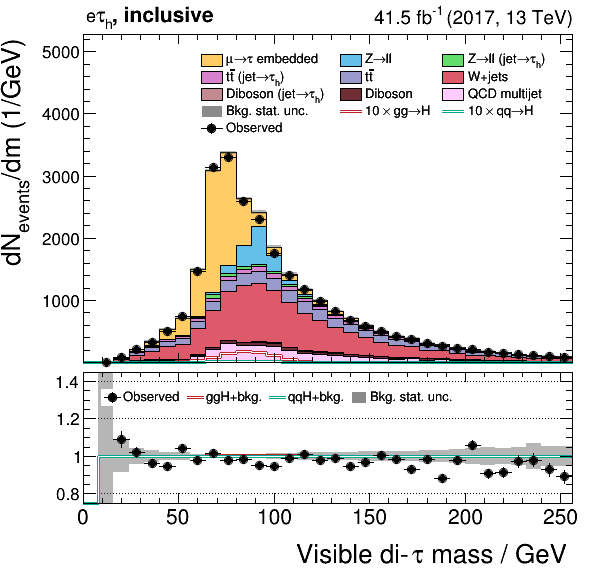 eτh, inclusive 41.5 fb⁻¹ (2017, 13 TeV)
dNevents/dm (1/GeV)
5000
4000
3000
2000
1000
μ→τ embedded Z→ll Z→ll (jet→τh)
tt̄ (jet→τh) tt̄ W+jets
Diboson (jet→τh) Diboson QCD multijet
Bkg. stat. unc. 10×gg→H 10×qq→H
Observed
1.4
1.2
1
0.8
Observed ggH+bkg. qqH+bkg. Bkg. stat. unc.
0 50 100 150 200 250
Visible di-τ mass / GeV